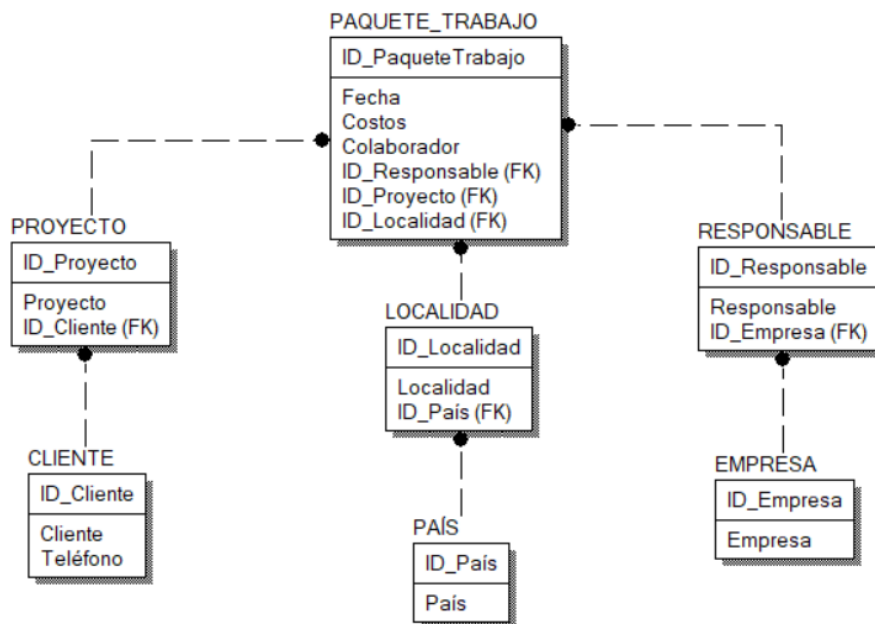 PAQUETE_TRABAJO
ID_PaqueteTrabajo
Fecha
Costos
Colaborador
ID_Responsable (FK)
ID_Proyecto (FK)
ID_Localidad (FK)
PROYECTO
ID_Proyecto
Proyecto
ID_Cliente (FK)
LOCALIDAD
ID_Localidad
Localidad
ID_País (FK)
RESPONSABLE
ID_Responsable
Responsable
ID_Empresa (FK)
CLIENTE
ID_Cliente
Cliente
Teléfono
PAÍS
ID_País
País
EMPRESA
ID_Empresa
Empresa